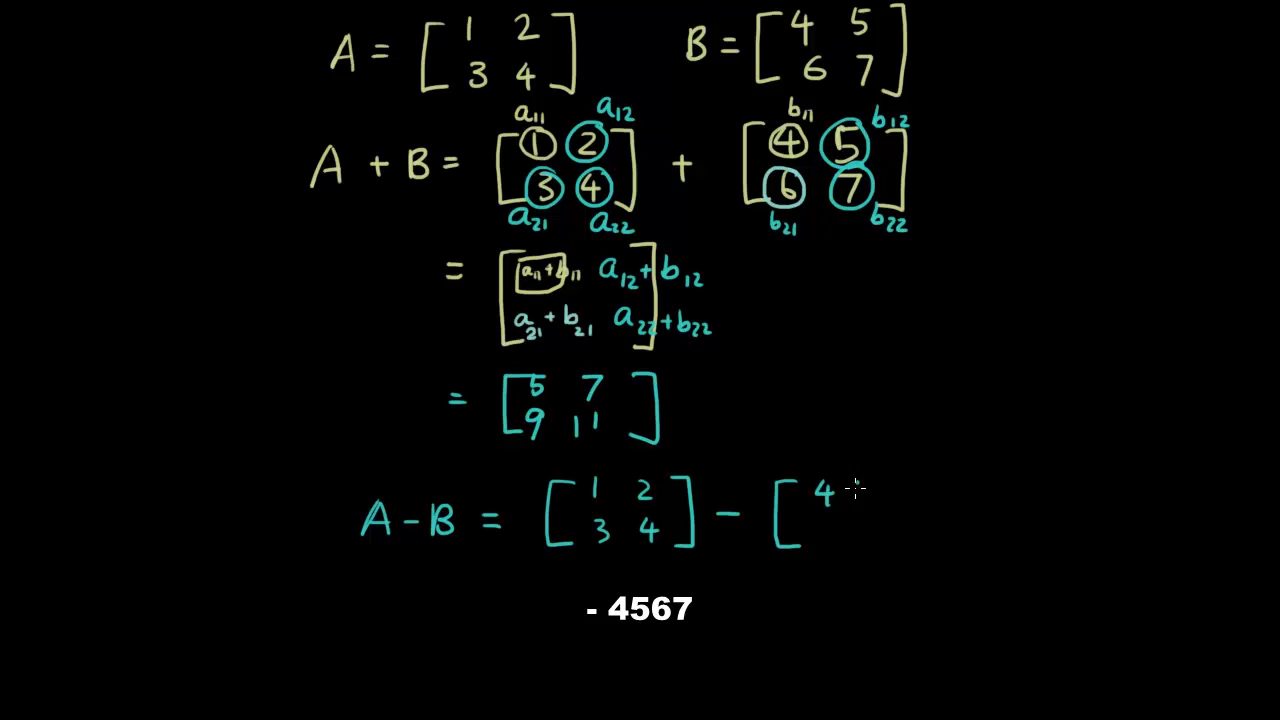 A = [ 1 2 B = [ 4 5
3 4 ] 6 7 ]
a11 a12 b11 b12
A + B = [ 1 2 + [ 4 5
3 4 ] 6 7 ]
a21 a22 b21 b22
= [ a11+b11 a12+b12
a21+b21 a22+b22 ]
= [ 5 7
9 11 ]
A - B = [ 1 2 - [ 4
3 4 ]
- 4567